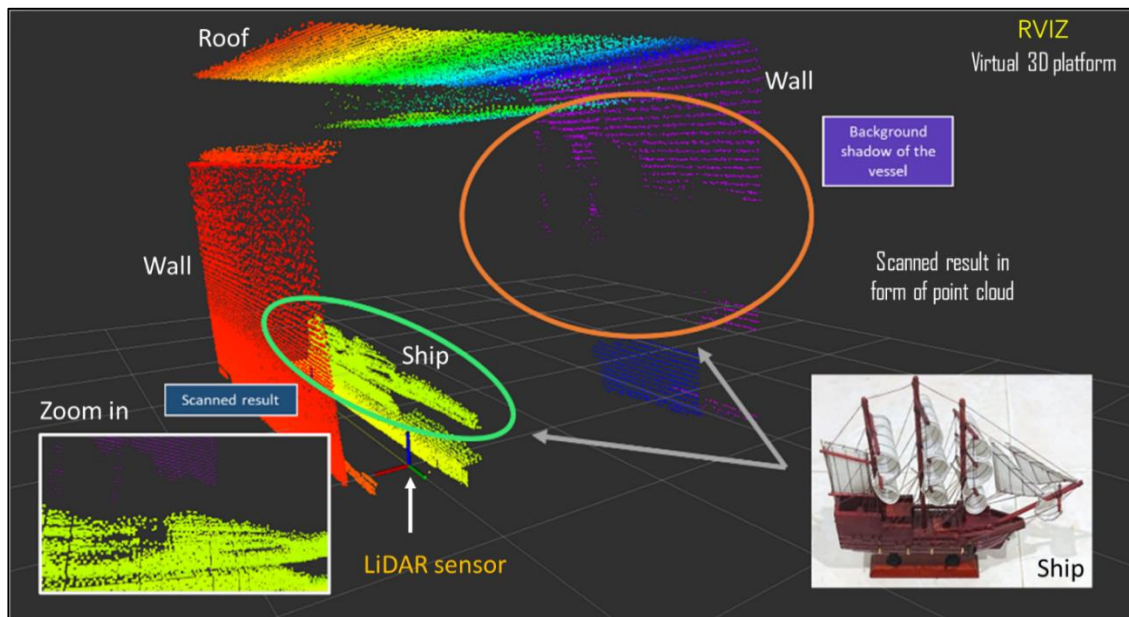 Roof
RVIZ
Virtual 3D platform
Wall
Background
shadow of the
vessel
Wall
Scanned result in
form of point cloud
Ship
Scanned result
Zoom in
LiDAR sensor
Ship